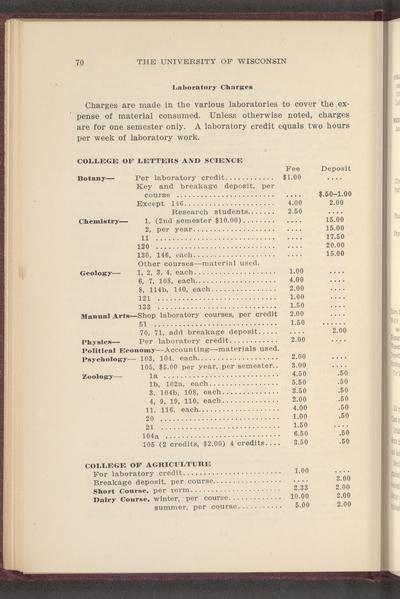 70 THE UNIVERSITY OF WISCONSIN
Laboratory Charges
Charges are made in the various laboratories to cover the ex-
pense of material consumed. Unless otherwise noted, charges
are for one semester only. A laboratory credit equals two hours
per week of laboratory work.
COLLEGE OF LETTERS AND SCIENCE
Fee Deposit
Botany— Per laboratory credit............ $1.00 ....
Key and breakage deposit, per
course ........................ .... $.50–1.00
Except 146...................... 4.00 2.00
Research students....... 2.50 ....
Chemistry— 1, (2nd semester $10.00)........ .... 15.00
2, per year..................... .... 15.00
11 ............................. .... 17.50
120 ............................ .... 20.00
130, 146, each.................. .... 15.00
Other courses—material used.
Geology— 1, 2, 3, 4, each................... 1.00 ....
6, 7, 108, each.................. 4.00 ....
8, 114b, 140, each............... 2.00 ....
121 ............................ 1.00 ....
133 ............................ 1.50 ....
Manual Arts—Shop laboratory courses, per credit 2.00 ....
51 ............................. 1.50 ......
70, 71, add breakage deposit..... .... 2.00
Physics— Per laboratory credit........... 2.00 ....
Political Economy—Accounting—materials used.
Psychology— 103, 104, each.................. 2.00 ....
105, $5.00 per year, per semester.. 3.00 ....
Zoology— 1a ............................. 4.50 .50
1b, 102a, each.................. 5.50 .50
3, 104b, 108, each............... 3.50 .50
4, 9, 19, 110, each.............. 2.00 .50
11, 116, each................... 4.00 .50
20 ............................. 1.00 .50
21 ............................. 1.50 ....
104a ........................... 6.50 .50
105 (2 credits, $2.00) 4 credits.... 3.50 .50
COLLEGE OF AGRICULTURE
For laboratory credit........................ 1.00 ....
Breakage deposit, per course................. .... 3.00
Short Course, per term....................... 2.33 2.00
Dairy Course, winter, per course............. 10.00 2.00
summer, per course........... 5.00 2.00